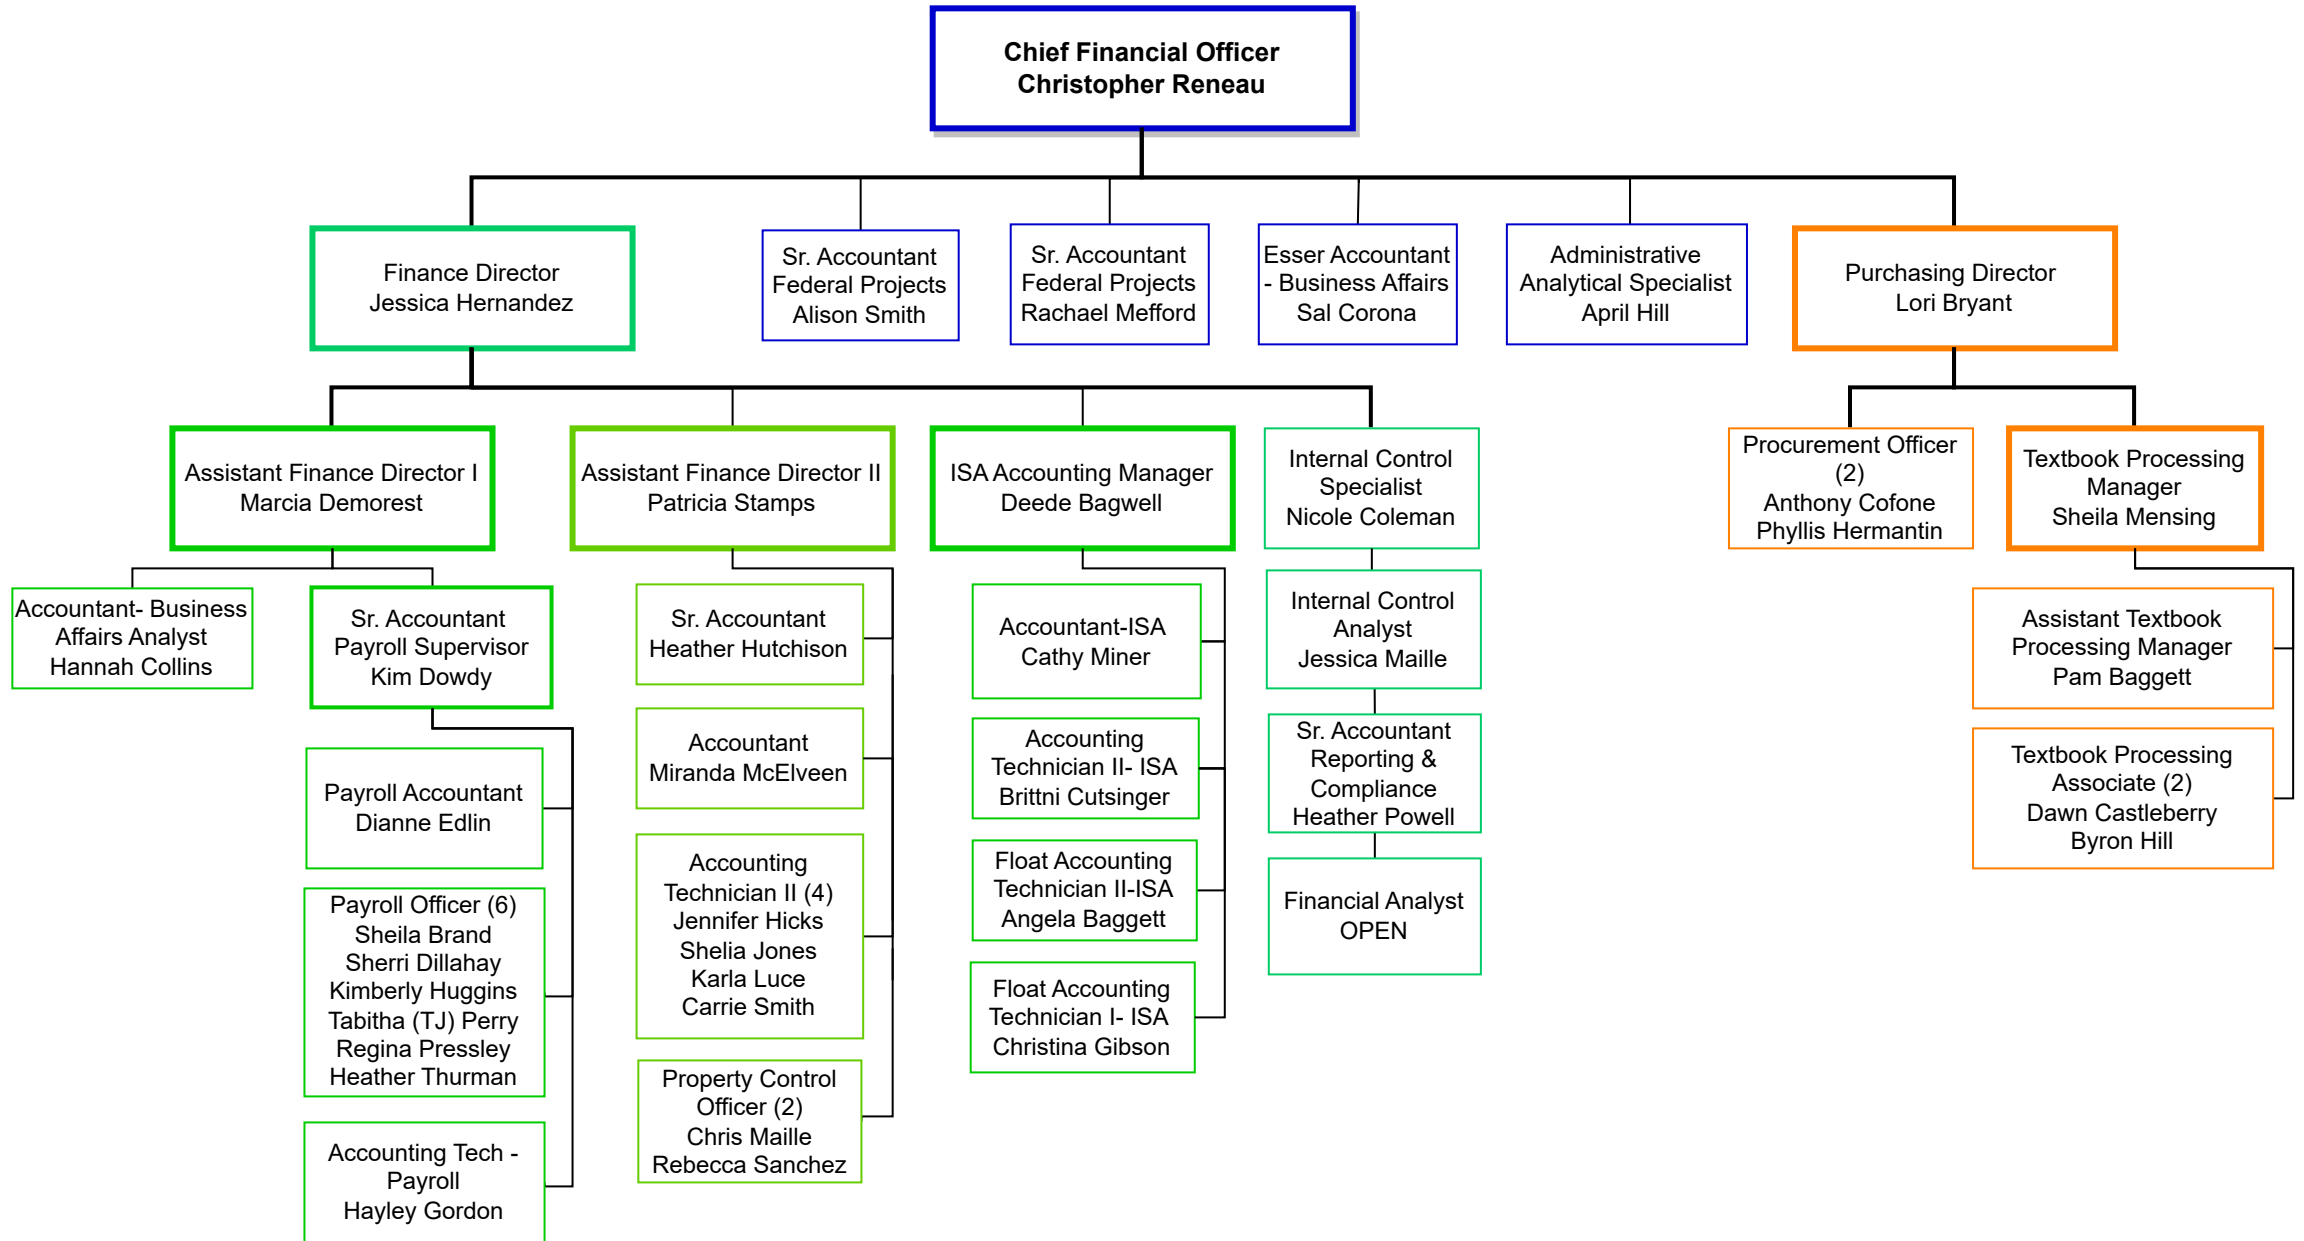 Chief Financial Officer
Christopher Reneau
Finance Director
Jessica Hernandez
Sr. Accountant
Federal Projects
Alison Smith
Sr. Accountant
Federal Projects
Rachael Mefford
Esser Accountant
- Business Affairs
Sal Corona
Administrative
Analytical Specialist
April Hill
Purchasing Director
Lori Bryant
Assistant Finance Director I
Marcia Demorest
Assistant Finance Director II
Patricia Stamps
ISA Accounting Manager
Deede Bagwell
Internal Control
Specialist
Nicole Coleman
Procurement Officer
(2)
Anthony Cofone
Phyllis Hermantin
Textbook Processing
Manager
Sheila Mensing
Accountant- Business
Affairs Analyst
Hannah Collins
Sr. Accountant
Payroll Supervisor
Kim Dowdy
Payroll Accountant
Dianne Edlin
Payroll Officer (6)
Sheila Brand
Sherri Dillahay
Kimberly Huggins
Tabitha (TJ) Perry
Regina Pressley
Heather Thurman
Accounting Tech -
Payroll
Hayley Gordon
Sr. Accountant
Heather Hutchison
Accountant
Miranda McElveen
Accounting
Technician II (4)
Jennifer Hicks
Shelia Jones
Karla Luce
Carrie Smith
Property Control
Officer (2)
Chris Maille
Rebecca Sanchez
Accountant-ISA
Cathy Miner
Accounting
Technician II- ISA
Brittni Cutsinger
Float Accounting
Technician II-ISA
Angela Baggett
Float Accounting
Technician I- ISA
Christina Gibson
Internal Control
Analyst
Jessica Maille
Sr. Accountant
Reporting &
Compliance
Heather Powell
Financial Analyst
OPEN
Assistant Textbook
Processing Manager
Pam Baggett
Textbook Processing
Associate (2)
Dawn Castleberry
Byron Hill